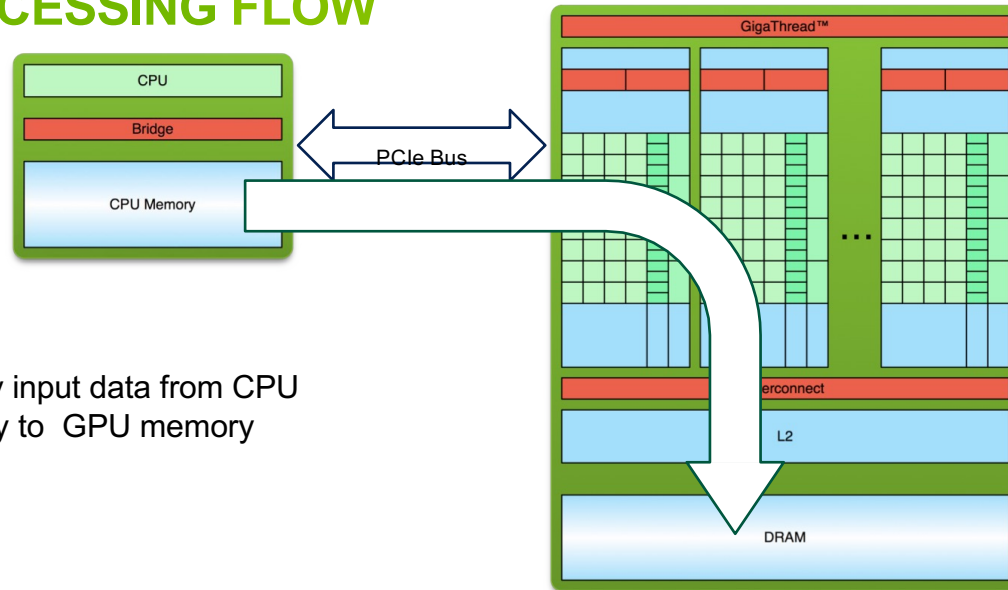 CESSING FLOW
GigaThread™
CPU
Bridge
PCIe Bus
CPU Memory
...
y input data from CPU
y to GPU memory
erconnect
L2
DRAM